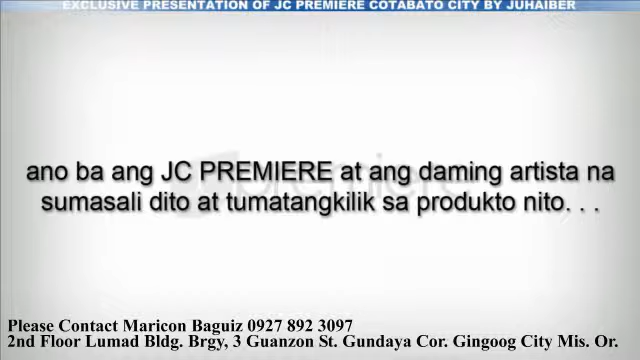 EXCLUSIVE PRESENTATION OF JC PREMIERE COTABATO CITY BY JUHAIBER
ano ba ang JC PREMIERE at ang daming artista na
sumasali dito at tumatangkilik sa produkto nito. . .
Please Contact Maricon Baguiz 0927 892 3097
2nd Floor Lumad Bldg. Brgy, 3 Guanzon St. Gundaya Cor. Gingoog City Mis. Or.